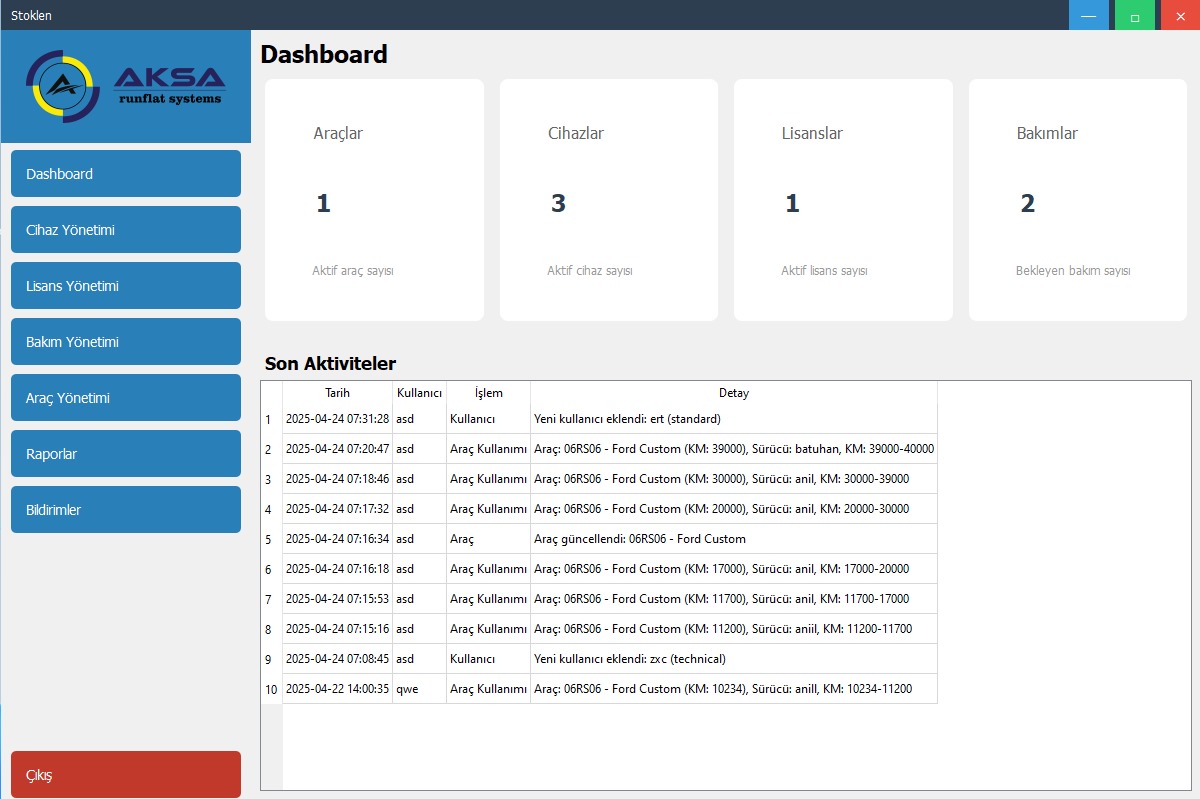 Stoklen
AKSA
runflat systems
Dashboard
Cihaz Yönetimi
Lisans Yönetimi
Bakım Yönetimi
Araç Yönetimi
Raporlar
Bildirimler
Çıkış
Dashboard
Araçlar
1
Aktif araç sayısı
Cihazlar
3
Aktif cihaz sayısı
Lisanslar
1
Aktif lisans sayısı
Bakımlar
2
Bekleyen bakım sayısı
Son Aktiviteler
Tarih Kullanıcı İşlem Detay
1 2025-04-24 07:31:28 asd Kullanıcı Yeni kullanıcı eklendi: ert (standard)
2 2025-04-24 07:20:47 asd Araç Kullanımı Araç: 06RS06 - Ford Custom (KM: 39000), Sürücü: batuhan, KM: 39000-40000
3 2025-04-24 07:18:46 asd Araç Kullanımı Araç: 06RS06 - Ford Custom (KM: 30000), Sürücü: anil, KM: 30000-39000
4 2025-04-24 07:17:32 asd Araç Kullanımı Araç: 06RS06 - Ford Custom (KM: 20000), Sürücü: anil, KM: 20000-30000
5 2025-04-24 07:16:34 asd Araç Araç güncellendi: 06RS06 - Ford Custom
6 2025-04-24 07:16:18 asd Araç Kullanımı Araç: 06RS06 - Ford Custom (KM: 17000), Sürücü: anil, KM: 17000-20000
7 2025-04-24 07:15:53 asd Araç Kullanımı Araç: 06RS06 - Ford Custom (KM: 11700), Sürücü: anil, KM: 11700-17000
8 2025-04-24 07:15:16 asd Araç Kullanımı Araç: 06RS06 - Ford Custom (KM: 11200), Sürücü: aniil, KM: 11200-11700
9 2025-04-24 07:08:45 asd Kullanıcı Yeni kullanıcı eklendi: zxc (technical)
10 2025-04-22 14:00:35 qwe Araç Kullanımı Araç: 06RS06 - Ford Custom (KM: 10234), Sürücü: anill, KM: 10234-11200